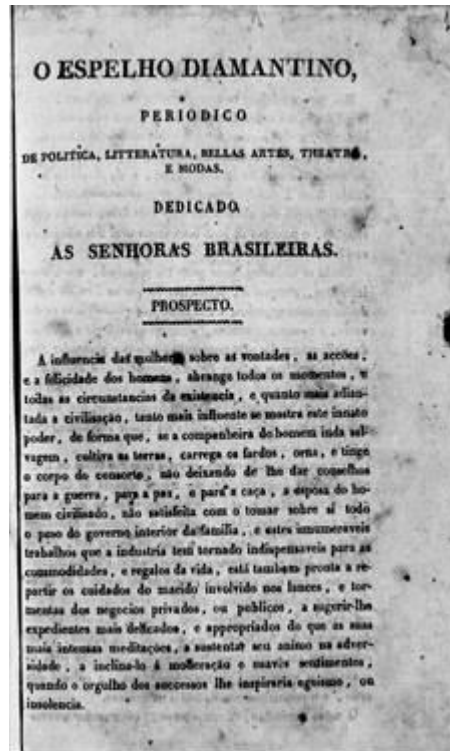 O ESPELHO DIAMANTINO,
PERIODICO
DE POLITICA, LITTERATURA, BELLAS ARTES, THEATRO,
E MODAS.
DEDICADO
AS SENHORAS BRASILEIRAS.
PROSPECTO.
A influencia das mulheres sobre as vontades, as acções,
e a felicidade dos homens, abrange todos os momentos, e
todas as circunstancias da existencia, e quanto mais adian-
tada a civilisação, tanto mais influente se mostra este innato
poder, de fórma que, se a companheira do homem inda sel-
vagem, cultiva as terras, carrega os fardos, orna, e tinge
o corpo do consorte, não deixando de lhe dar conselhos
para a guerra, para a paz, e para a caça, a esposa do ho-
mem civilisado, não satisfeita com o tomar sobre si todo
o peso do governo interior da familia, e estes innumeraveis
trabalhos que a industria tem tornado indispensaveis para as
commodidades, e regalos da vida, está tambem prompta a re-
partir os cuidados do marido involvido nos lances, e tor-
mentas dos negocios privados, ou publicos, a sugerir-lhe
expedientes mais delicados, e appropriados do que as suas
mais intensas meditações, a sustentar seu animo na adver-
sidade, a inclina-lo á moderação e suaves sentimentos,
quando o orgulho dos successos lhe inspiraria egoismo, ou
insolencia.